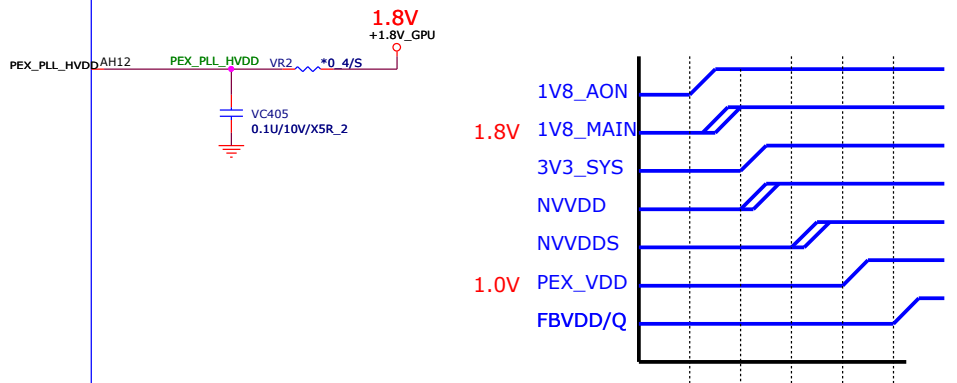 1.8V
+1.8V_GPU
PEX_PLL_HVDD AH12 PEX_PLL_HVDD VR2 *0_4/S
VC405
0.1U/10V/X5R_2
1V8_AON
1.8V 1V8_MAIN
3V3_SYS
NVVDD
NVVDDS
1.0V PEX_VDD
FBVDD/Q